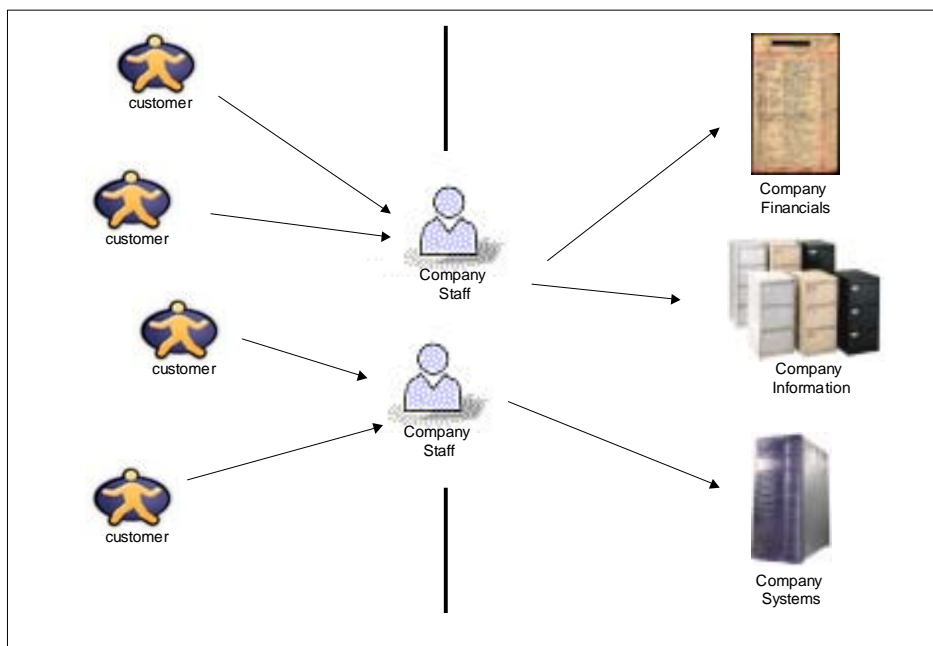 customer
customer
customer
customer
Company
Staff
Company
Staff
Company
Financials
Company
Information
Company
Systems